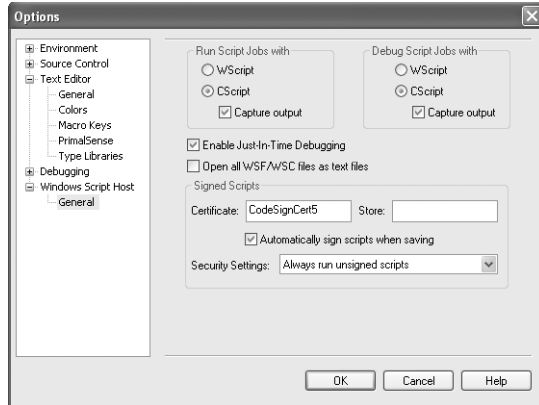 Options
Environment
Source Control
Text Editor
General
Colors
Macro Keys
PrimalSense
Type Libraries
Debugging
Windows Script Host
General
Run Script Jobs with
WScript
CScript
Capture output
Debug Script Jobs with
WScript
CScript
Capture output
Enable Just-In-Time Debugging
Open all WSF/WSC files as text files
Signed Scripts
Certificate: CodeSignCert5 Store:
Automatically sign scripts when saving
Security Settings: Always run unsigned scripts
OK Cancel Help